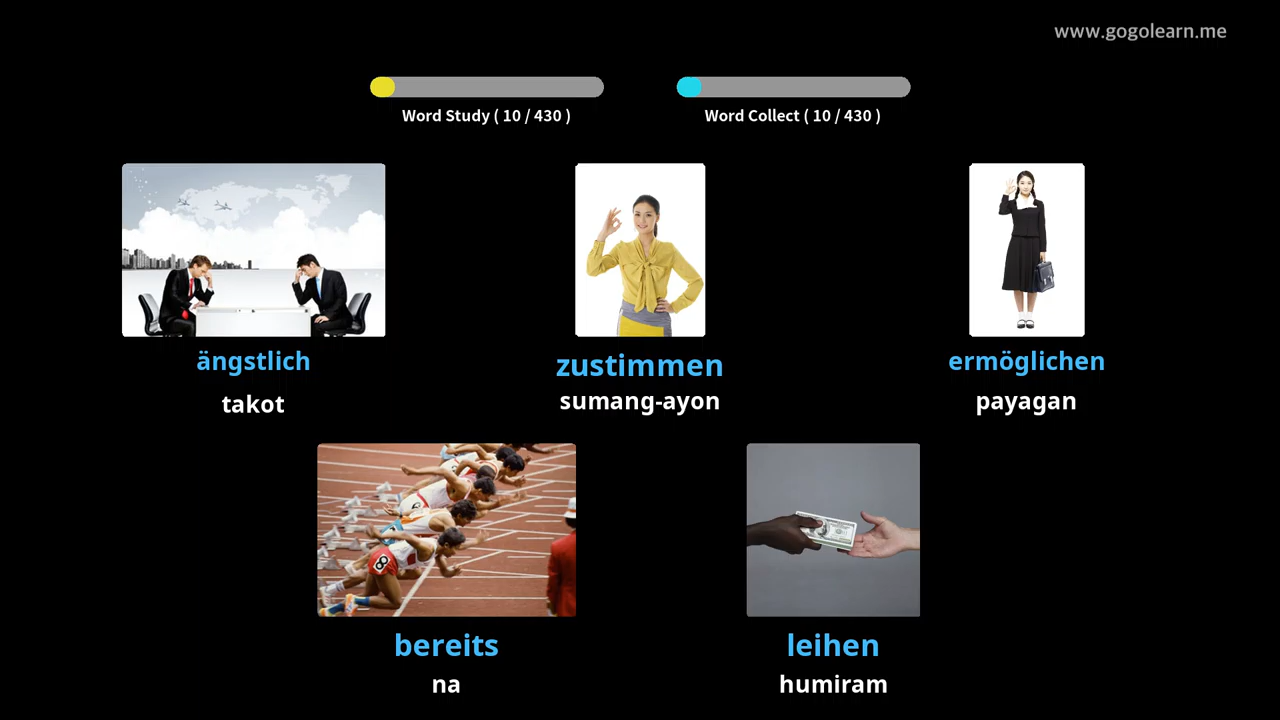 www.gogolearn.me
Word Study ( 10 / 430 )
Word Collect ( 10 / 430 )
ängstlich
takot
zustimmen
sumang-ayon
ermöglichen
payagan
bereits
na
leihen
humiram